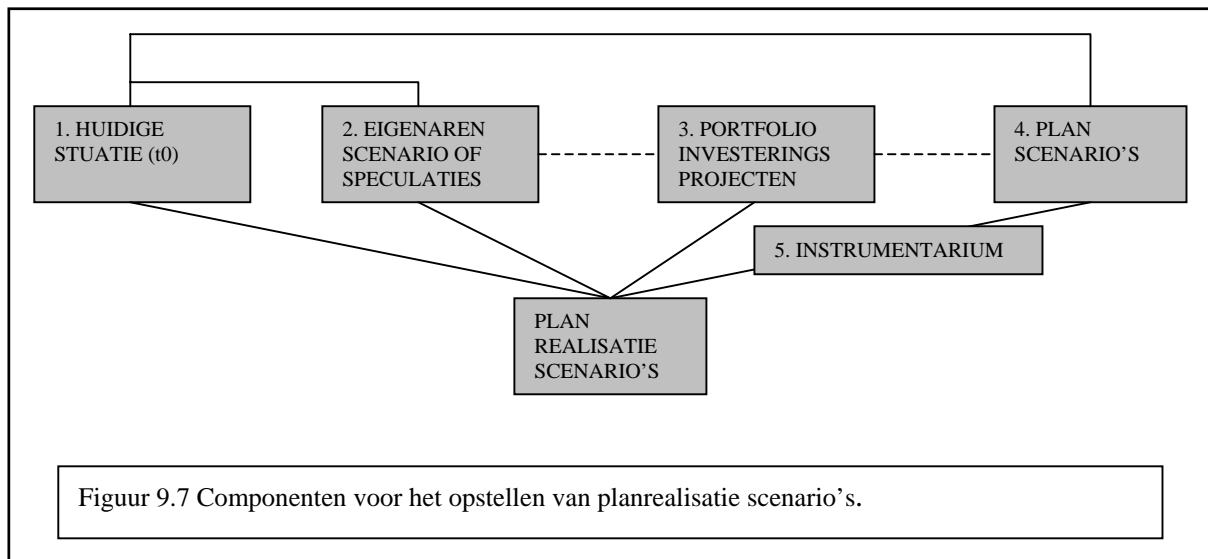 1. HUIDIGE
STUATIE (t0)
2. EIGENAREN
SCENARIO OF
SPECULATIES
3. PORTFOLIO
INVESTERINGS
PROJECTEN
4. PLAN
SCENARIO’S
5. INSTRUMENTARIUM
PLAN
REALISATIE
SCENARIO’S
Figuur 9.7 Componenten voor het opstellen van planrealisatie scenario’s.